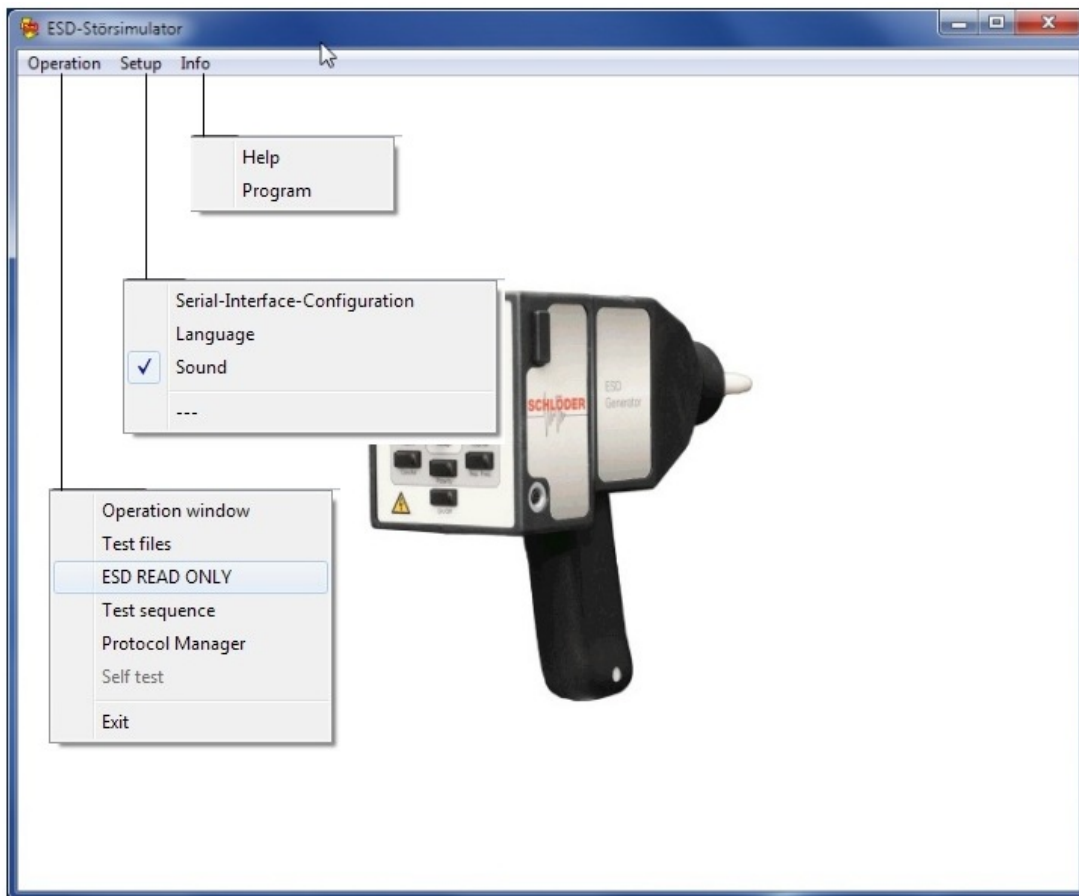 ESD-Störsimulator
Operation Setup Info
Help
Program
Serial-Interface-Configuration
Language
Sound
---
SCHLÖDER
ESD
Generator
Operation window
Test files
ESD READ ONLY
Test sequence
Protocol Manager
Self test
Exit